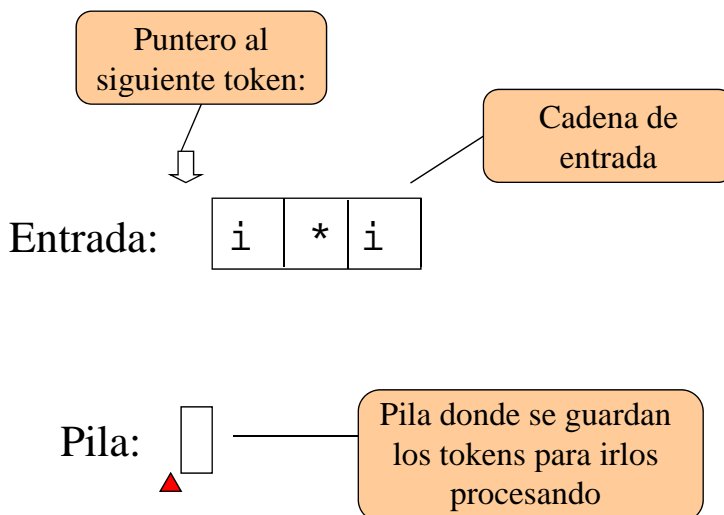 Puntero al
siguiente token:
Cadena de
entrada
Entrada: i * i
Pila:
Pila donde se guardan
los tokens para irlos
procesando